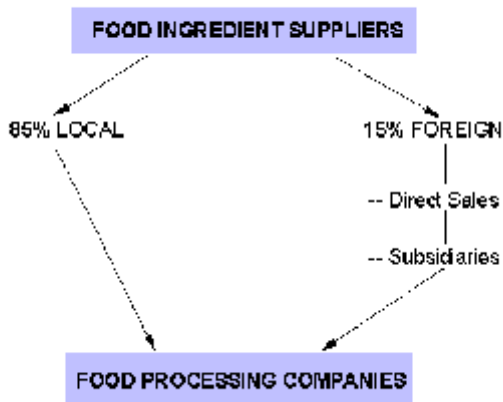 FOOD INGREDIENT SUPPLIERS
85% LOCAL
15% FOREIGN
-- Direct Sales
-- Subsidiaries
FOOD PROCESSING COMPANIES